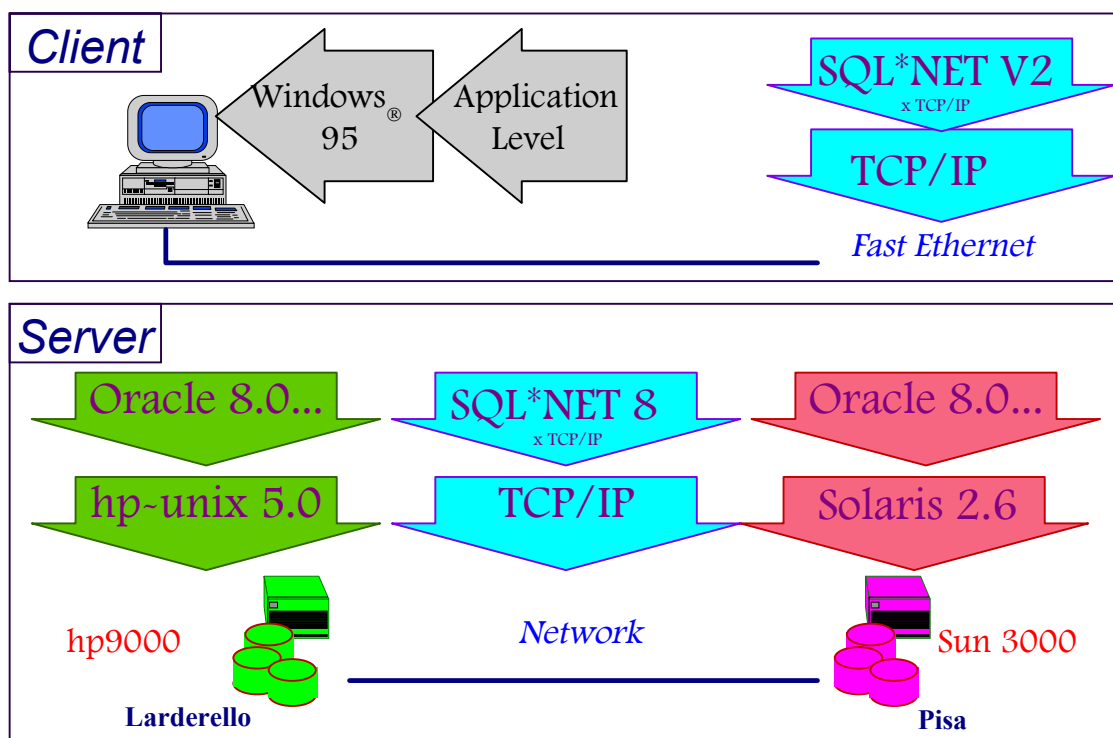 Client
Windows®
95
Application
Level
SQL*NET V2
x TCP/IP
TCP/IP
Fast Ethernet
Server
Oracle 8.0...
SQL*NET 8
x TCP/IP
Oracle 8.0...
hp-unix 5.0
TCP/IP
Solaris 2.6
hp9000
Network
Sun 3000
Larderello
Pisa